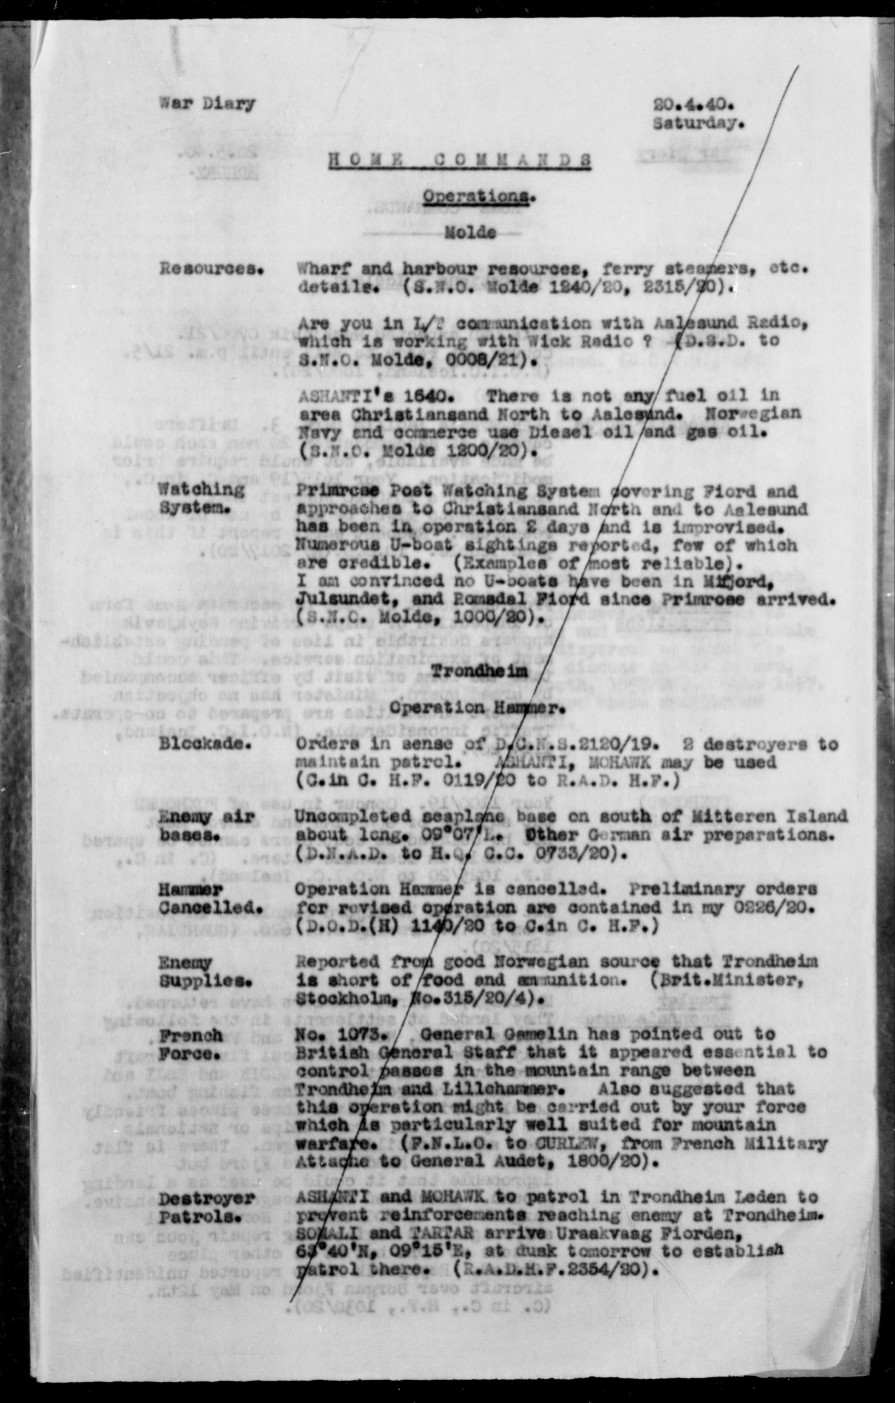 War Diary
20.4.40.
Saturday.
HOME COMMANDS
Operations.
Molde
Resources. Wharf and harbour resources, ferry steamers, etc.
details. (S.N.O. Molde 1240/20, 2315/20).
Are you in L/T communication with Aalesund Radio,
which is working with Wick Radio ? (D.S.D. to
S.N.O. Molde, 0008/21).
ASHANTI's 1640. There is not any fuel oil in
area Christiansand North to Aalesund. Norwegian
Navy and commerce use Diesel oil and gas oil.
(S.N.O. Molde 1200/20).
Watching Primrose Post Watching System covering Fiord and
System. approaches to Christiansand North and to Aalesund
has been in operation 2 days and is improvised.
Numerous U-boat sightings reported, few of which
are credible. (Examples of most reliable).
I am convinced no U-boats have been in Mifjord,
Julsundet, and Romsdal Fiord since Primrose arrived.
(S.N.O. Molde, 1000/20).
Trondheim
Operation Hammer.
Blockade. Orders in sense of D.C.N.S.2120/19. 2 destroyers to
maintain patrol. ASHANTI, MOHAWK may be used
(C.in C. H.F. 0119/20 to R.A.D. H.F.)
Enemy air Uncompleted seaplane base on south of Mitteren Island
bases. about long. 09°07'E. Other German air preparations.
(D.N.A.D. to H.Q. C.C. 0733/20).
Hammer Operation Hammer is cancelled. Preliminary orders
Cancelled. for revised operation are contained in my 0226/20.
(D.O.D.(H) 1140/20 to C.in C. H.F.)
Enemy Reported from good Norwegian source that Trondheim
Supplies. is short of food and ammunition. (Brit.Minister,
Stockholm, No.315/20/4).
French No. 1073. General Gamelin has pointed out to
Force. British General Staff that it appeared essential to
control passes in the mountain range between
Trondheim and Lillehammer. Also suggested that
this operation might be carried out by your force
which is particularly well suited for mountain
warfare. (F.N.L.O. to CURLEW, from French Military
Attache to General Audet, 1800/20).
Destroyer ASHANTI and MOHAWK to patrol in Trondheim Leden to
Patrols. prevent reinforcements reaching enemy at Trondheim.
SOMALI and TARTAR arrive Uraakvaag Fiorden,
63°40'N, 09°15'E, at dusk tomorrow to establish
patrol there. (R.A.D.H.F.2354/20).